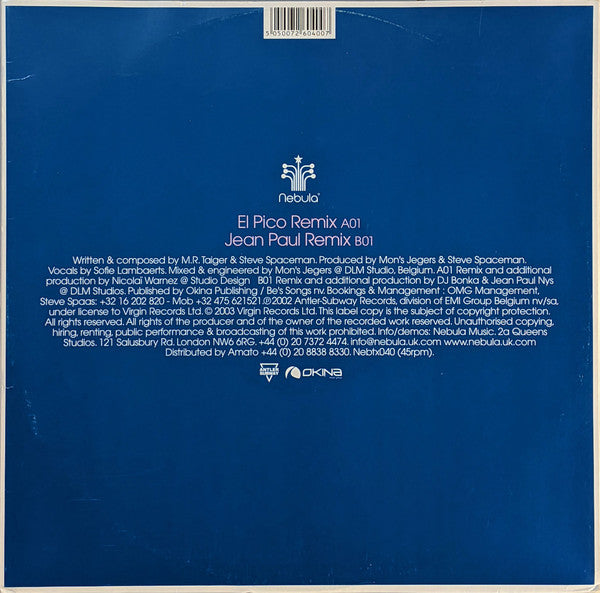 5 050072 604007
nebula
El Pico Remix A01
Jean Paul Remix B01
Written & composed by M.R. Taiger & Steve Spaceman. Produced by Mon's Jegers & Steve Spaceman.
Vocals by Sofie Lambaerts. Mixed & engineered by Mon's Jegers @ DLM Studio, Belgium. A01 Remix and additional
production by Nicolaï Warnez @ Studio Design B01 Remix and additional production by DJ Bonka & Jean Paul Nys
@ DLM Studios. Published by Okina Publishing / Be's Songs nv. Bookings & Management : OMG Management,
Steve Spaas: +32 16 202 820 - Mob +32 475 621521 ℗ 2002 Antler-Subway Records, division of EMI Group Belgium nv/sa,
under license to Virgin Records Ltd. © 2003 Virgin Records Ltd. This label copy is the subject of copyright protection.
All rights reserved. All rights of the producer and of the owner of the recorded work reserved. Unauthorised copying,
hiring, renting, public performance & broadcasting of this work prohibited. Info/demos: Nebula Music. 2a Queens
Studios. 121 Salusbury Rd. London NW6 6RG. +44 (0) 20 7372 4474. info@nebula.uk.com www.nebula.uk.com.
Distributed by Amato +44 (0) 20 8838 8330. Nebtx040 (45rpm).
ANTLER SUBWAY OKINA